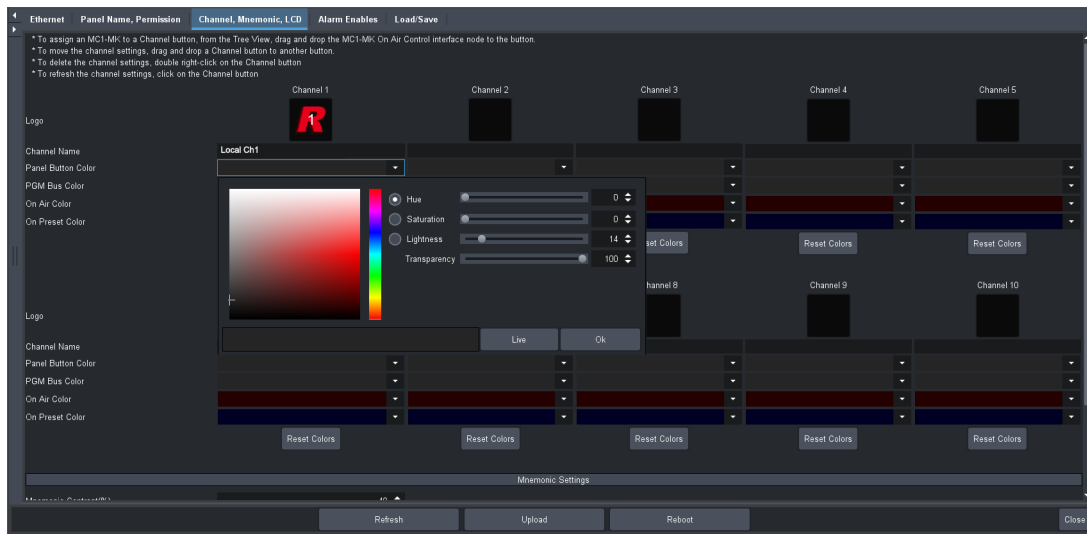 Ethernet Panel Name, Permission Channel, Mnemonic, LCD Alarm Enables Load/Save
* To assign an MC1-MK to a Channel button, from the Tree View, drag and drop the MC1-MK On Air Control interface node to the button.
* To move the channel settings, drag and drop a Channel button to another button.
* To delete the channel settings, double right-click on the Channel button
* To refresh the channel settings, click on the Channel button
Channel 1 Channel 2 Channel 3 Channel 4 Channel 5
Logo R 1
Channel Name Local Ch1
Panel Button Color
PGM Bus Color
On Air Color
On Preset Color
Hue 0
Saturation 0
Lightness 14
Transparency 100
Live Ok
set Colors Reset Colors Reset Colors
hannel 8 Channel 9 Channel 10
Logo
Channel Name
Panel Button Color
PGM Bus Color
On Air Color
On Preset Color
Reset Colors Reset Colors Reset Colors Reset Colors Reset Colors
Mnemonic Settings
Mnemonic Contrast(%)
Refresh Upload Reboot Close